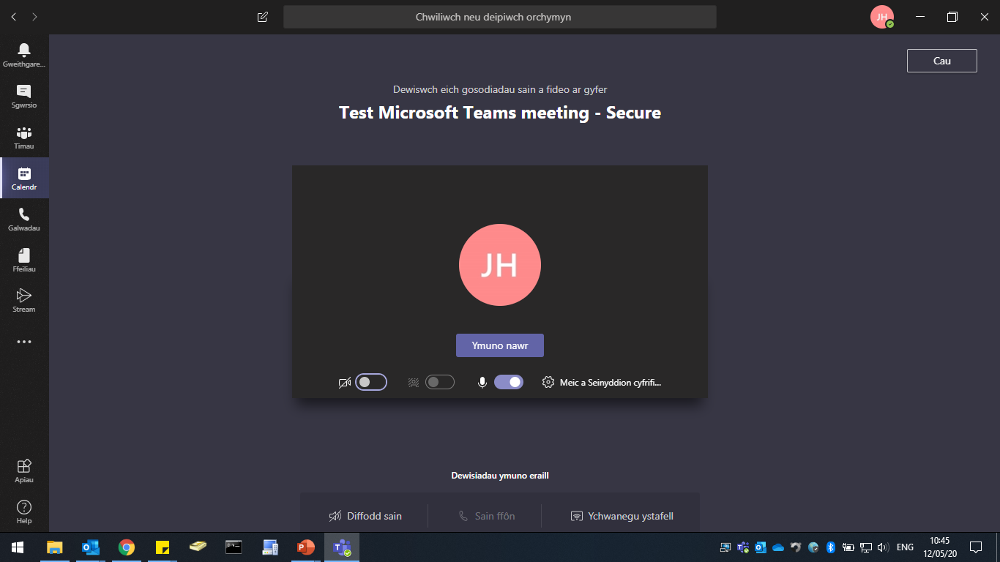 Chwiliwch neu deipiwch orchymyn
JH
Gweithgare...
Sgwrsio
Timau
Calendr
Galwadau
Ffeiliau
Stream
Apiau
Help
Cau
Dewiswch eich gosodiadau sain a fideo ar gyfer
Test Microsoft Teams meeting - Secure
JH
Ymuno nawr
Meic a Seinyddion cyfrifi...
Dewisiadau ymuno eraill
Diffodd sain
Sain ffôn
Ychwanegu ystafell
ENG
10:45
12/05/20